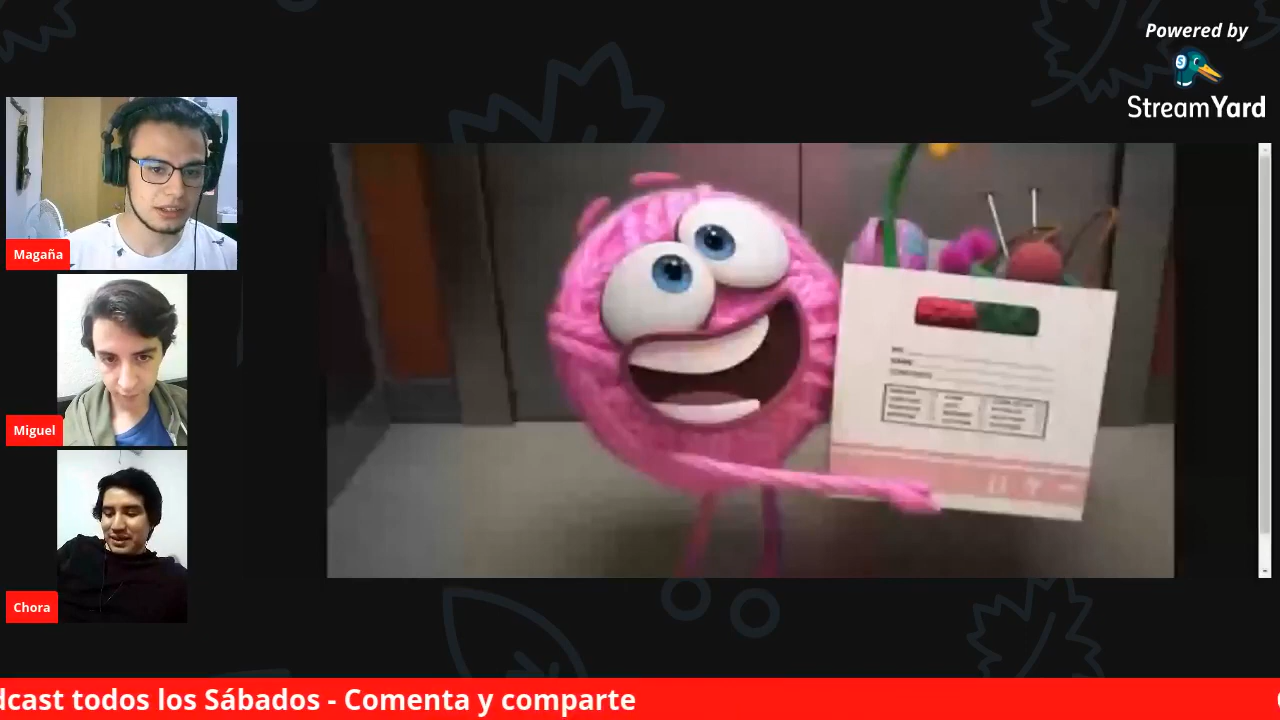 Powered by
StreamYard
Magaña
Miguel
Chora
dcast todos los Sábados - Comenta y comparte